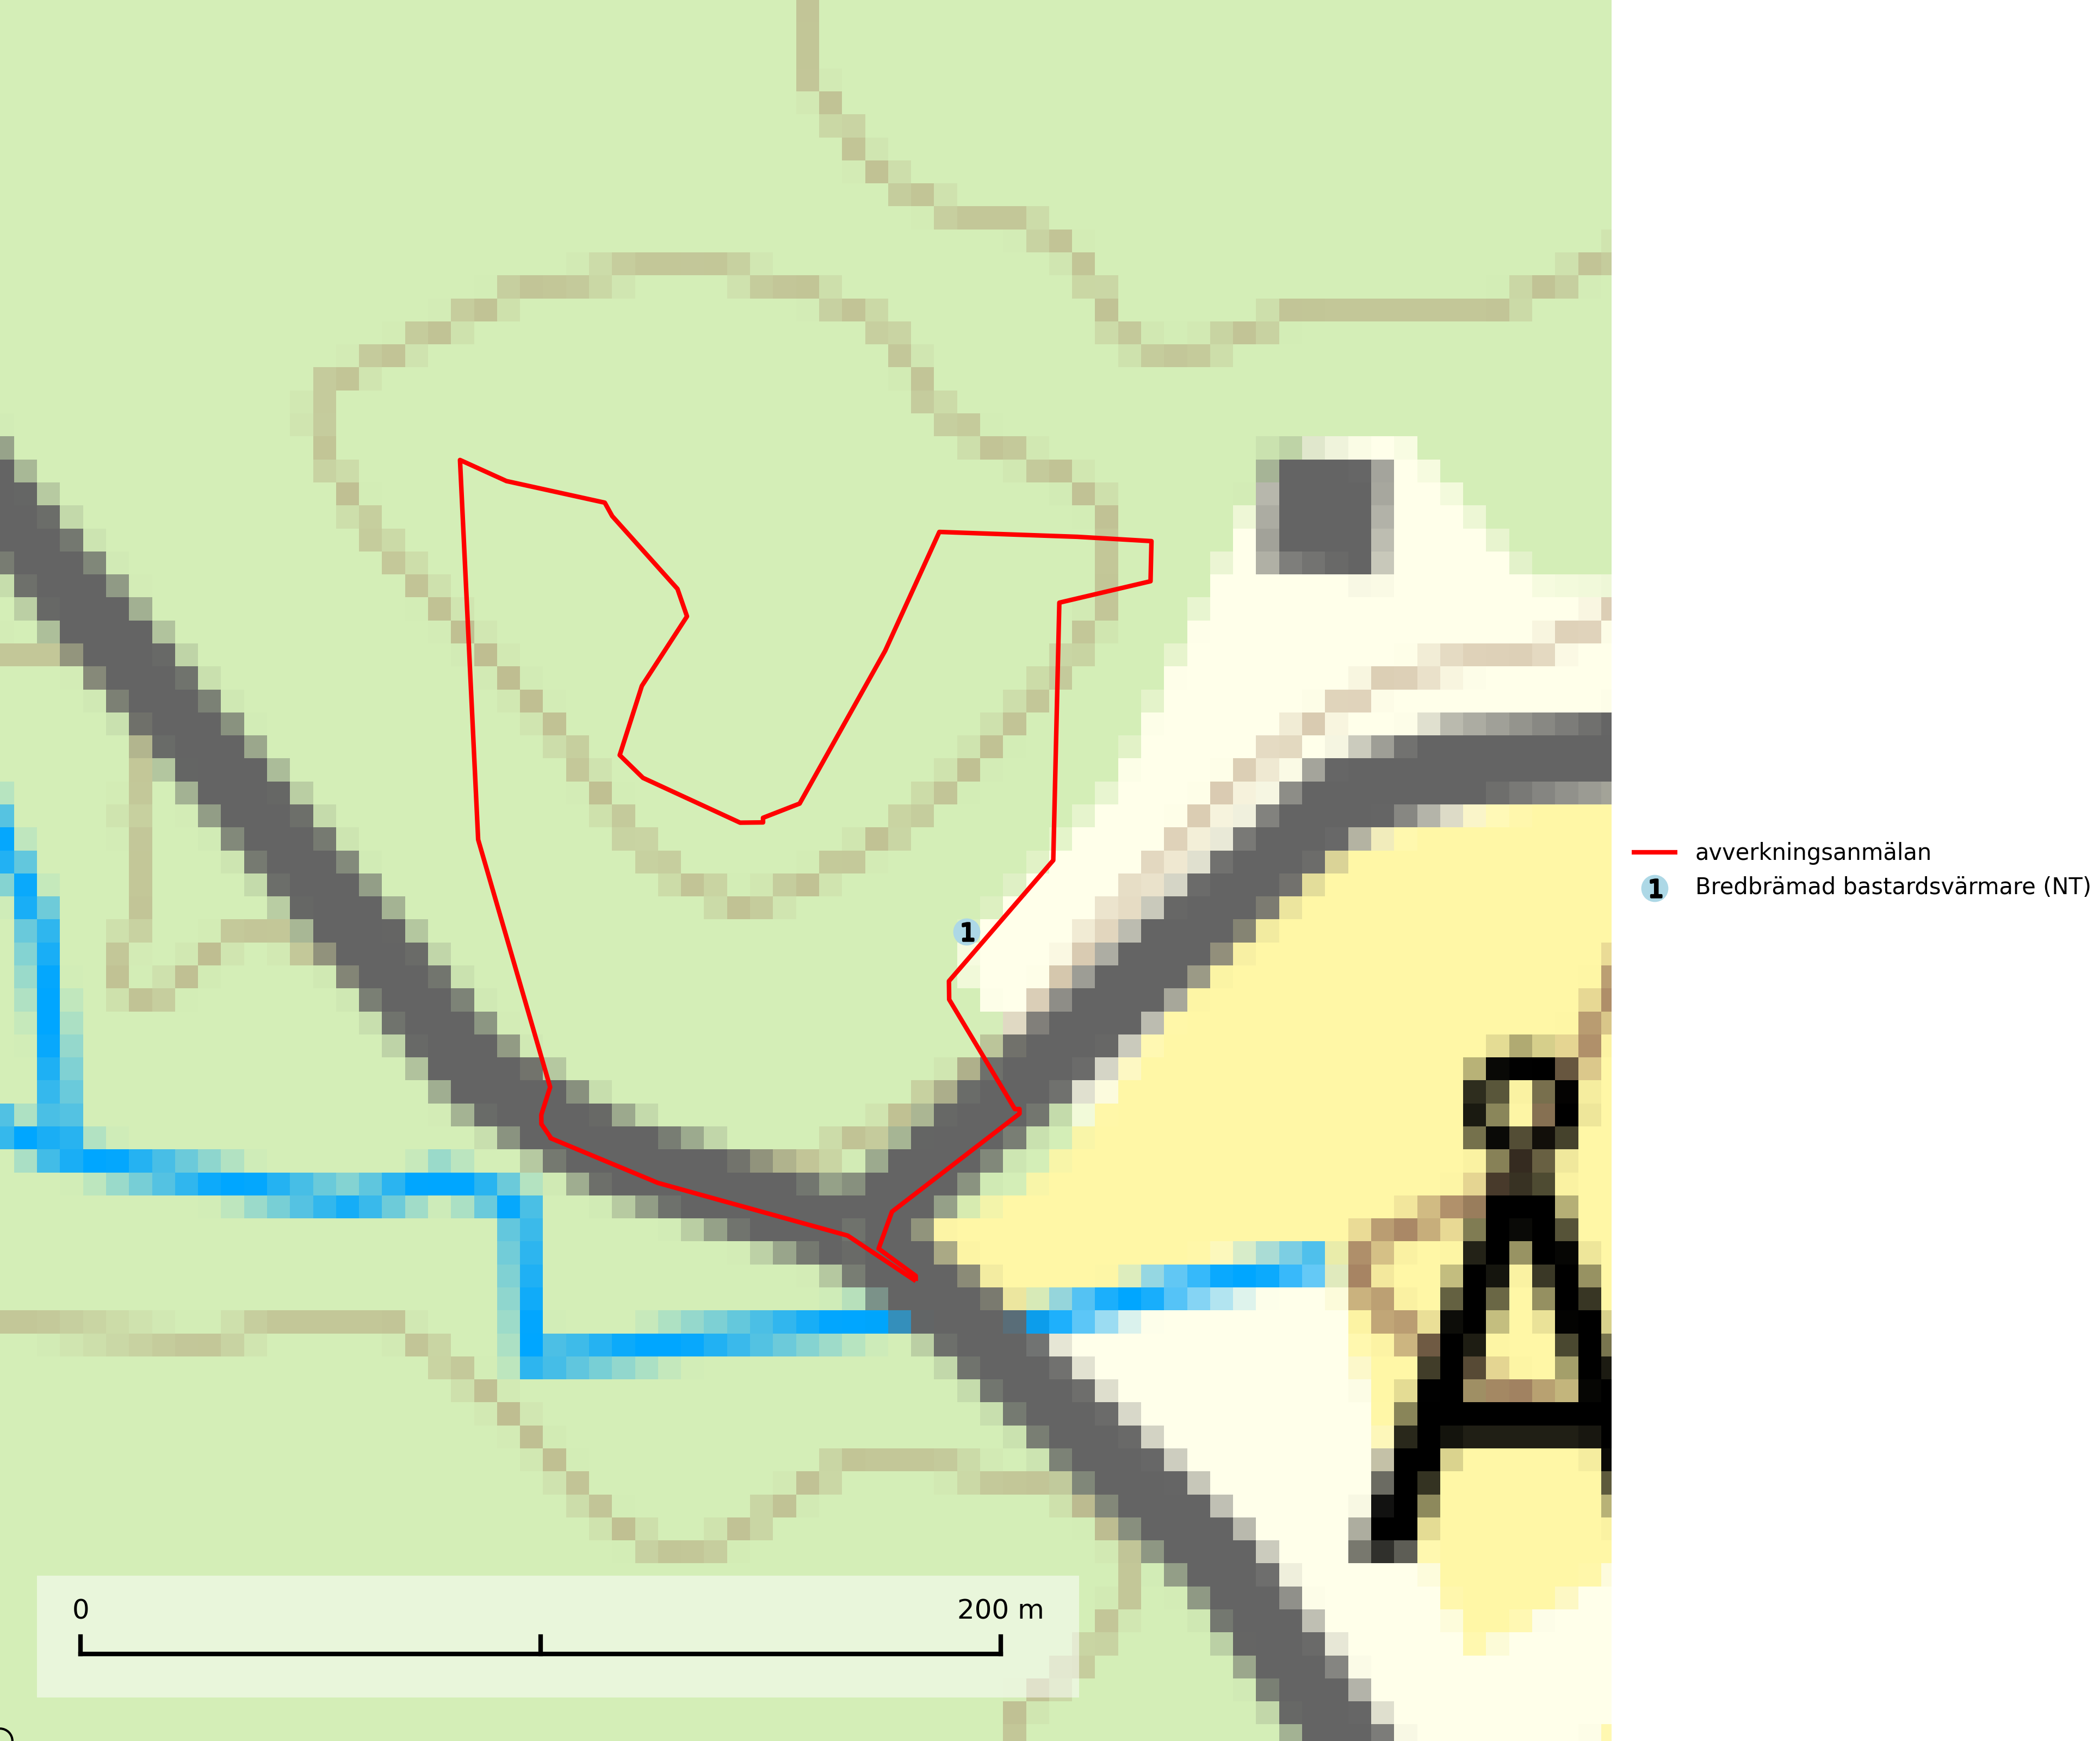 1
avverkningsanmälan
1 Bredbrämad bastardsvärmare (NT)
0 200 m